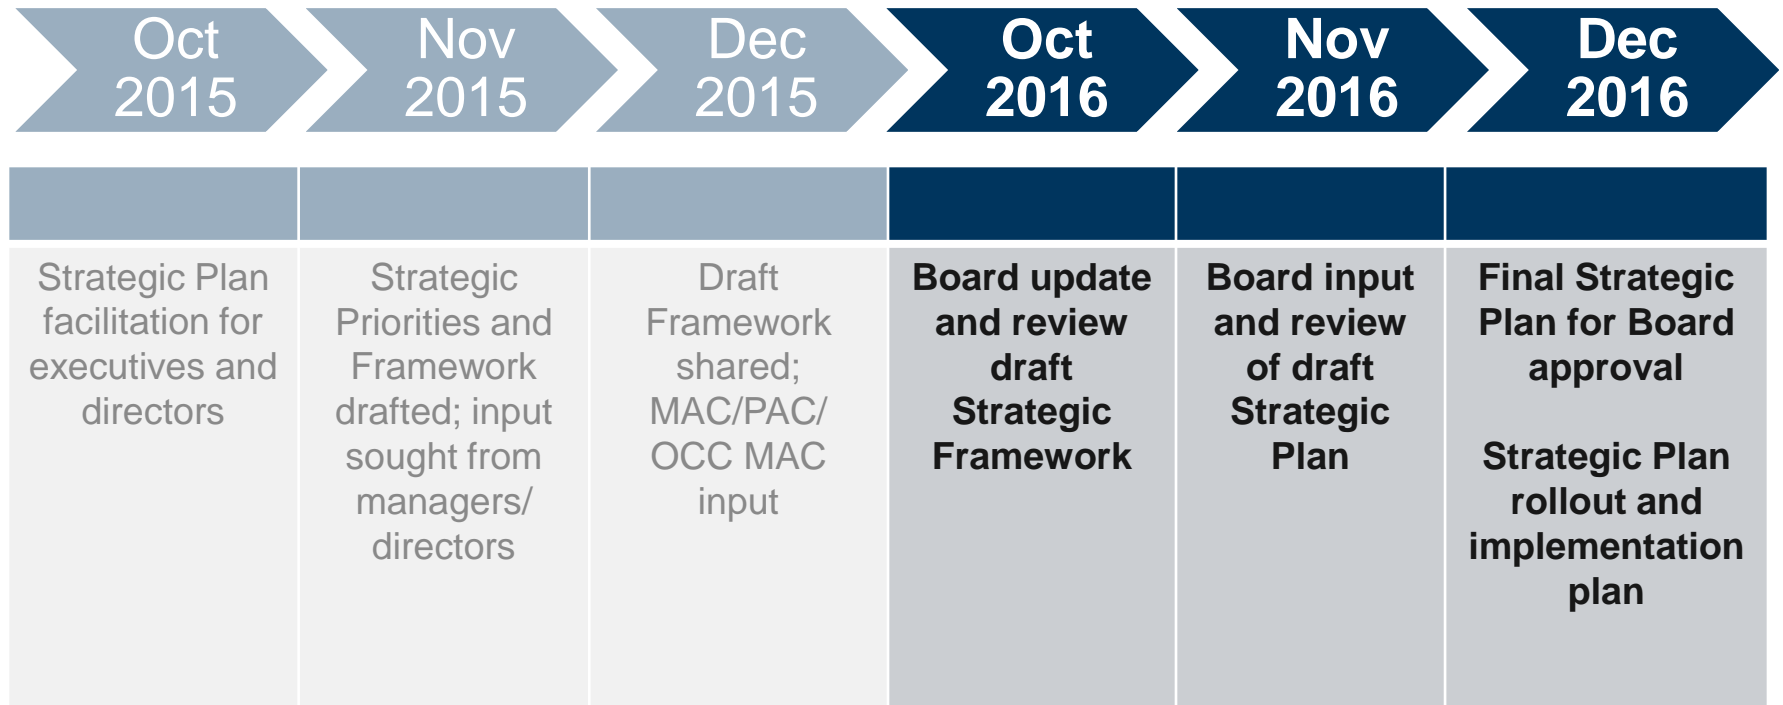 Oct
2015
Nov
2015
Dec
2015
Oct
2016
Nov
2016
Dec
2016
Strategic Plan
facilitation for
executives and
directors
Strategic
Priorities and
Framework
drafted; input
sought from
managers/
directors
Draft
Framework
shared;
MAC/PAC/
OCC MAC
input
Board update
and review
draft
Strategic
Framework
Board input
and review
of draft
Strategic
Plan
Final Strategic
Plan for Board
approval
Strategic Plan
rollout and
implementation
plan